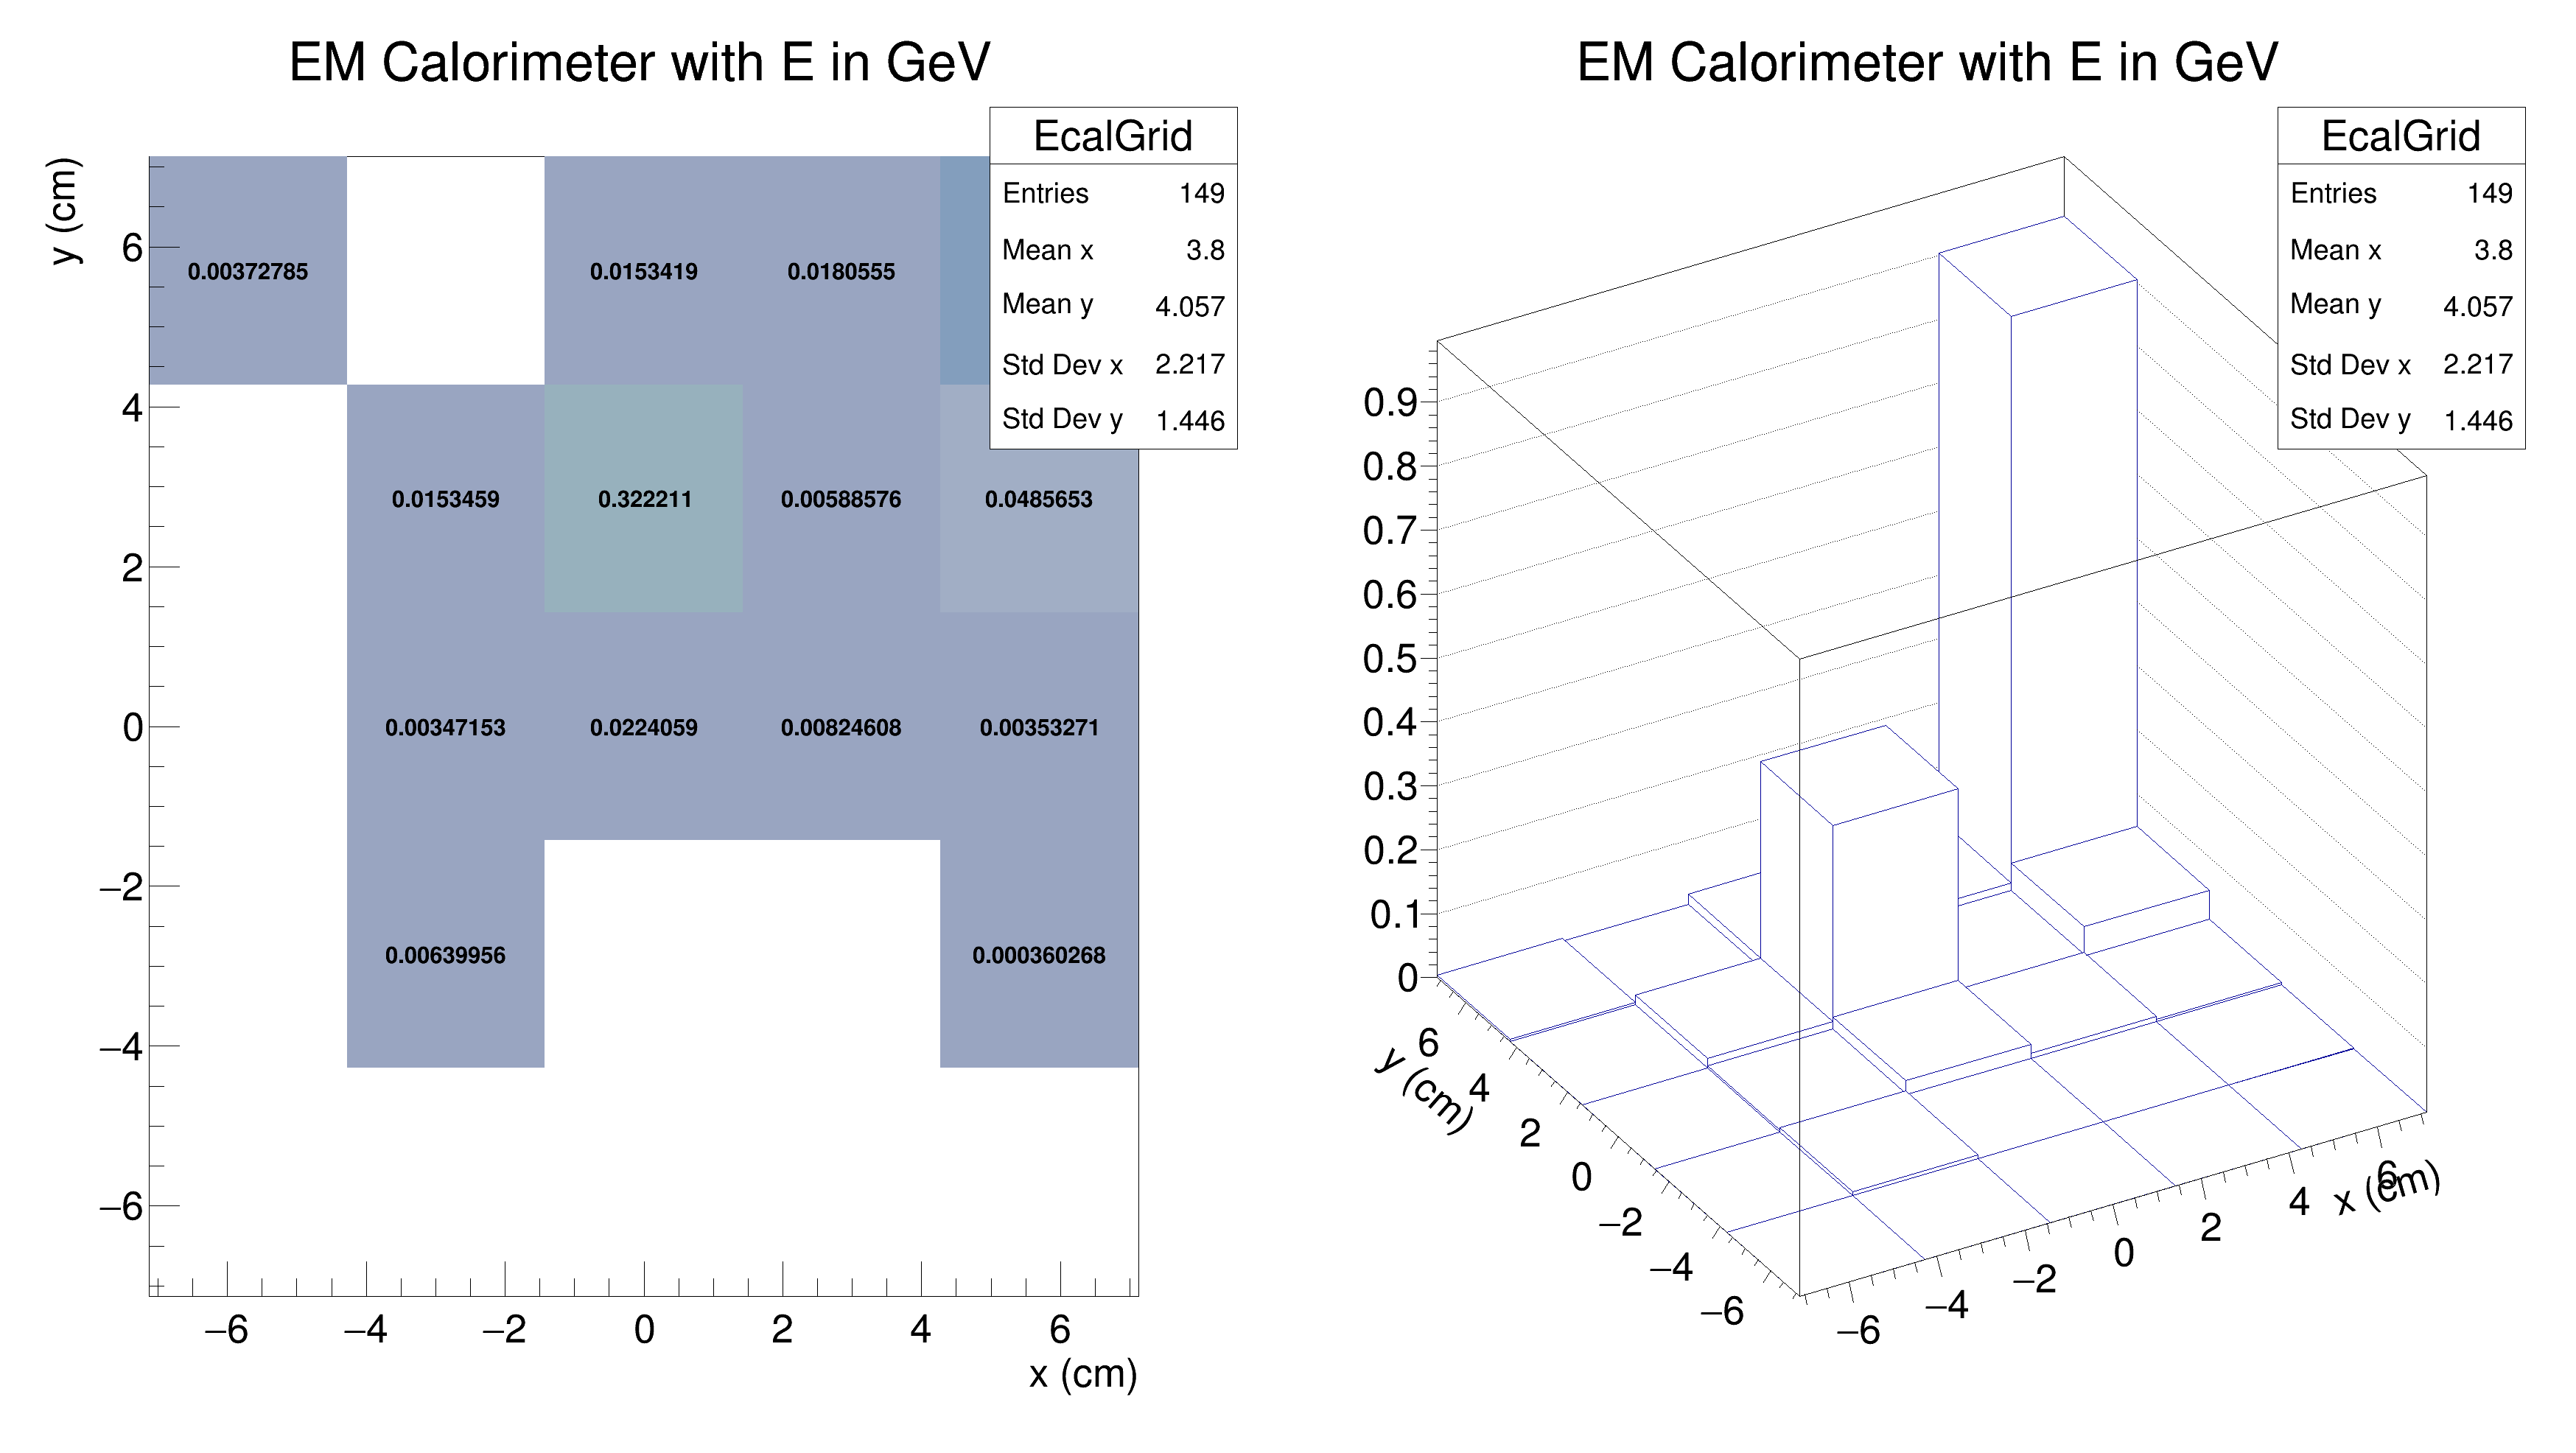 EM Calorimeter with E in GeV
EcalGrid
Entries 149
Mean x 3.8
Mean y 4.057
Std Dev x 2.217
Std Dev y 1.446
y (cm)
6
4
2
0
−2
−4
−6
0.00372785
0.0153419
0.0180555
0.0153459
0.322211
0.00588576
0.0485653
0.00347153
0.0224059
0.00824608
0.00353271
0.00639956
0.000360268
−6
−4
−2
0
2
4
6
x (cm)
EM Calorimeter with E in GeV
EcalGrid
Entries 149
Mean x 3.8
Mean y 4.057
Std Dev x 2.217
Std Dev y 1.446
0.9
0.8
0.7
0.6
0.5
0.4
0.3
0.2
0.1
0
y (cm)
6
4
2
0
−2
−4
−6
−6
−4
−2
0
2
4
6
x (cm)